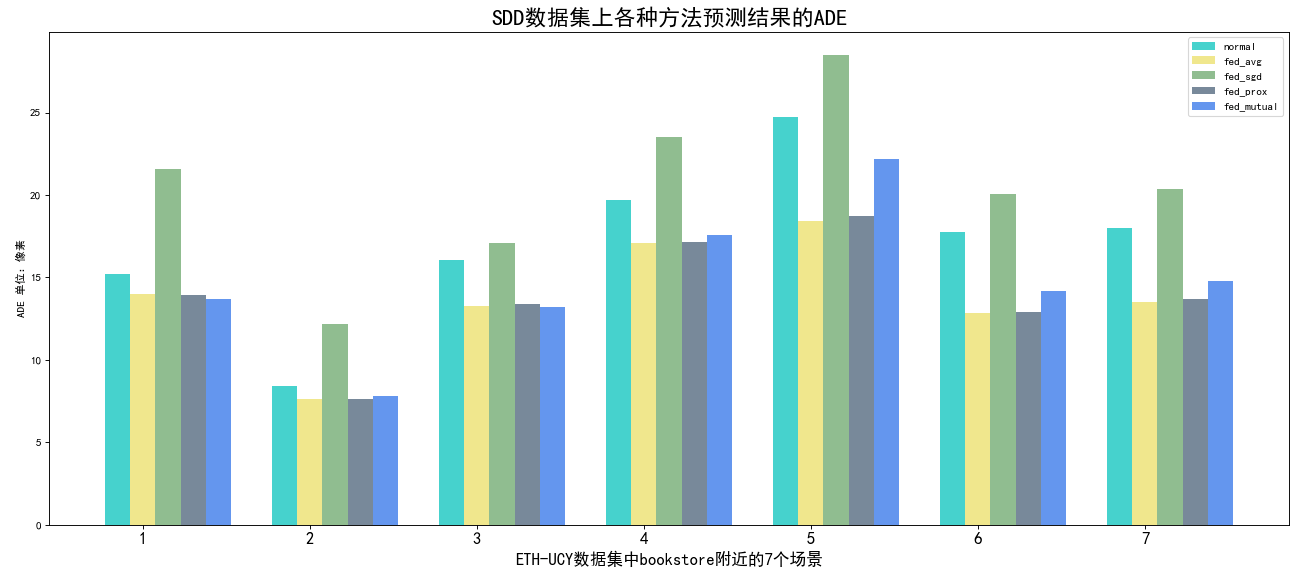 SDD数据集上各种方法预测结果的ADE
normal
fed_avg
fed_sgd
fed_prox
fed_mutual
ADE 单位：像素
25
20
15
10
5
0
1 2 3 4 5 6 7
ETH-UCY数据集中bookstore附近的7个场景